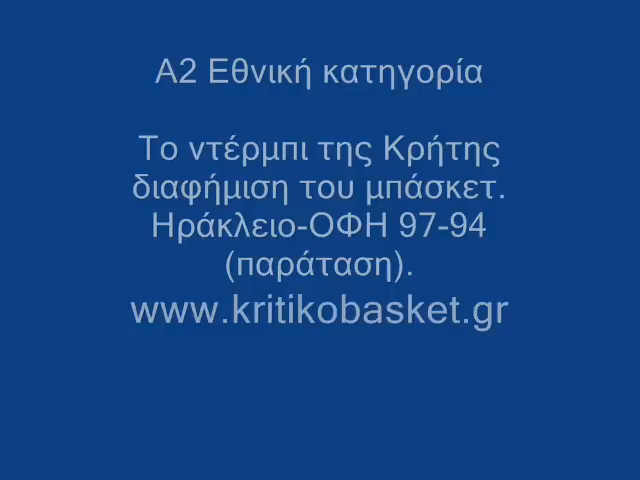 Α2 Εθνική κατηγορία
Το ντέρμπι της Κρήτης
διαφήμιση του μπάσκετ.
Ηράκλειο-ΟΦΗ 97-94
(παράταση).
www.kritikobasket.gr